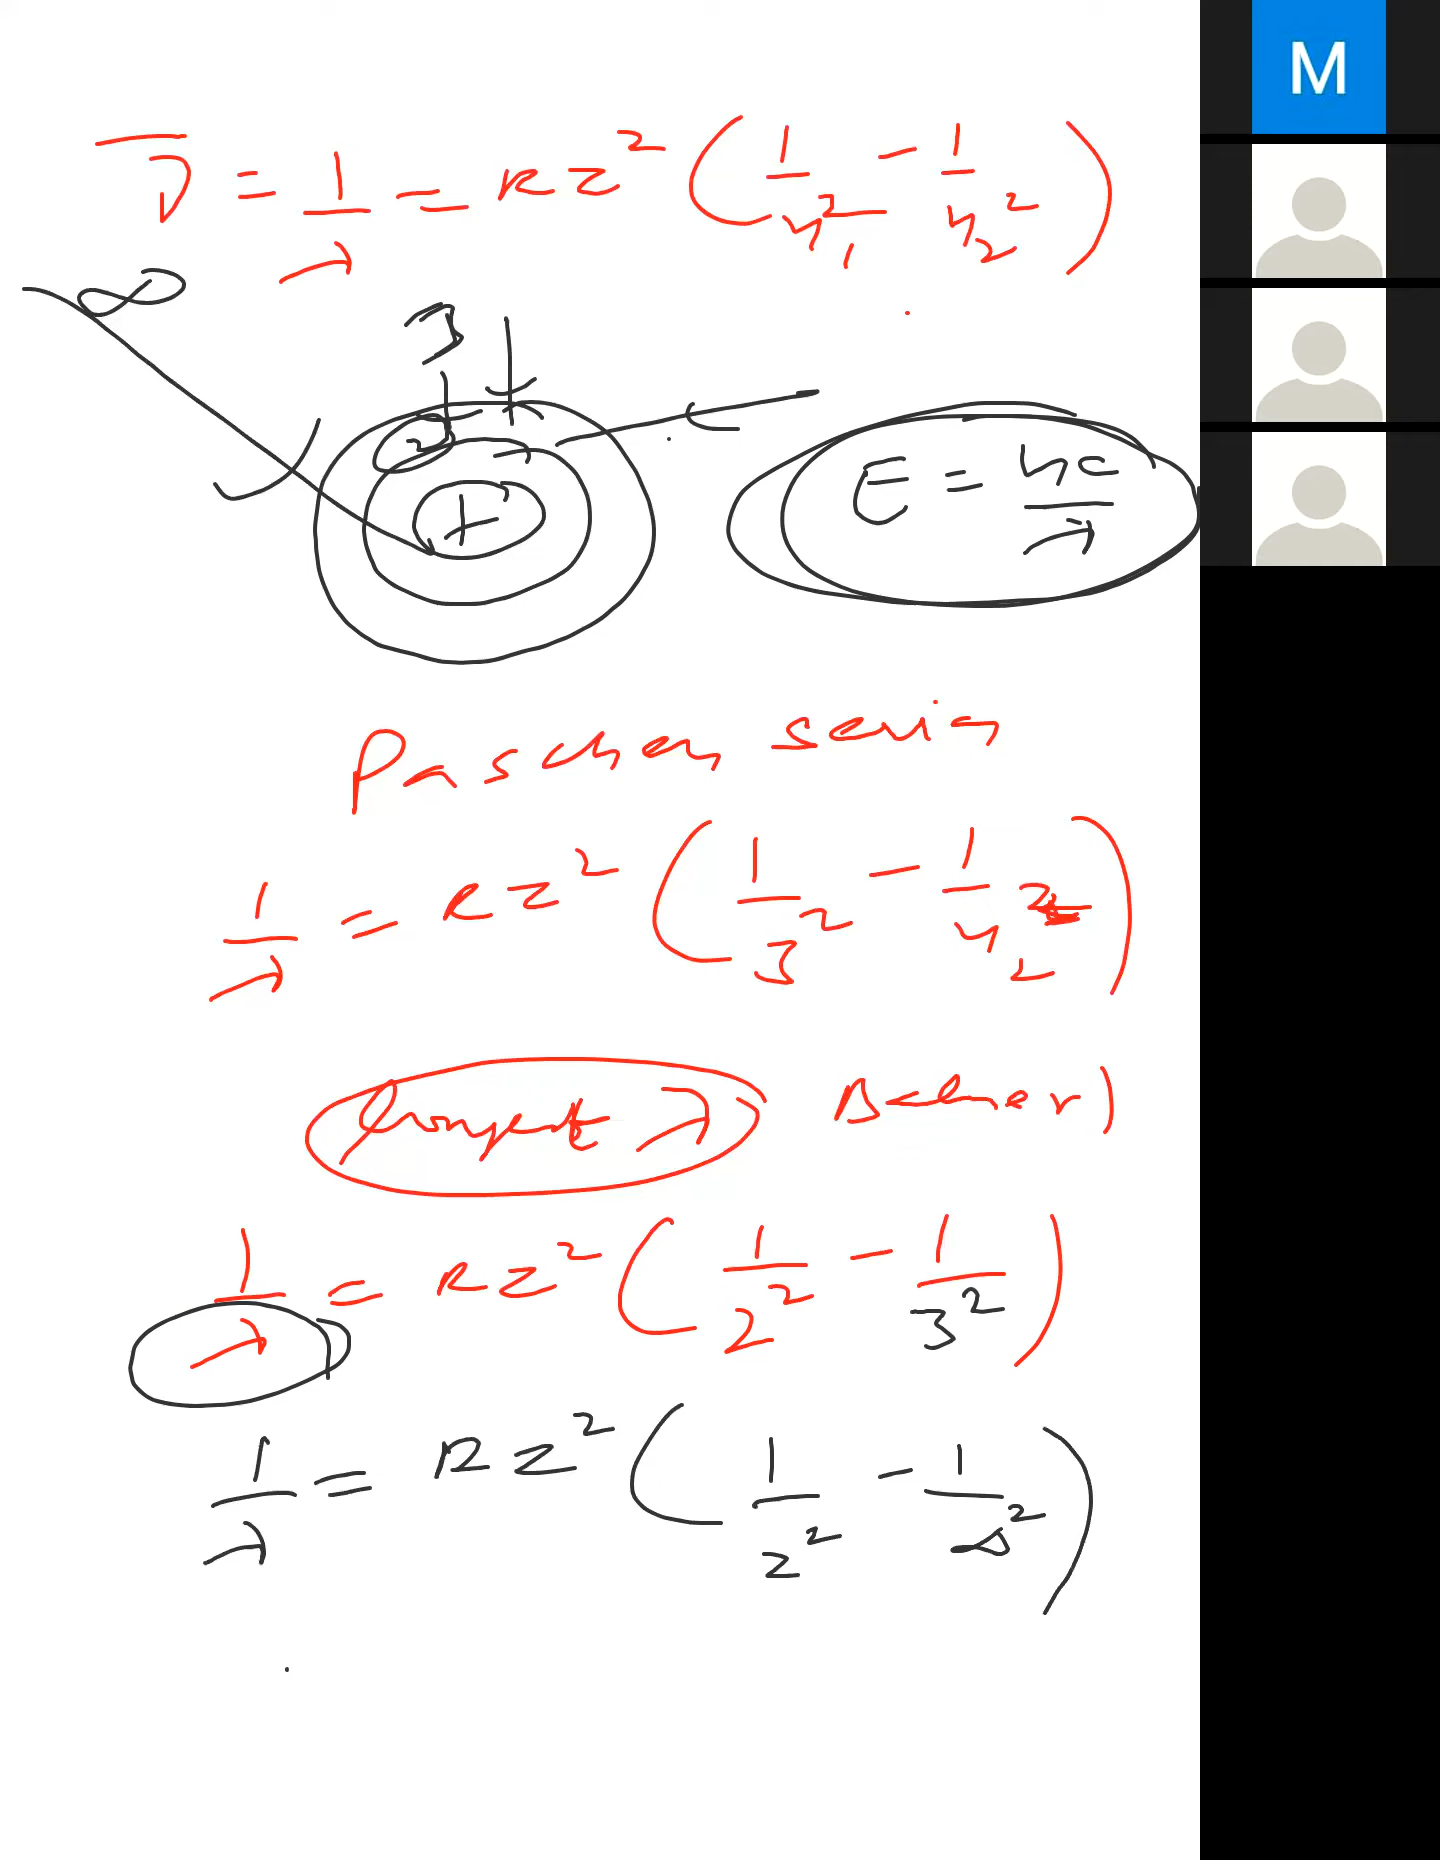 M
ν̅ = 1/λ = RZ² (1/n₁² − 1/n₂²)
∞
3
2
+
E = hc/λ
Paschen series
1/λ = RZ² (1/3² − 1/n₂²)
longest λ Balmer)
1/λ = RZ² (1/2² − 1/3²)
1/λ = RZ² (1/2² − 1/∞²)